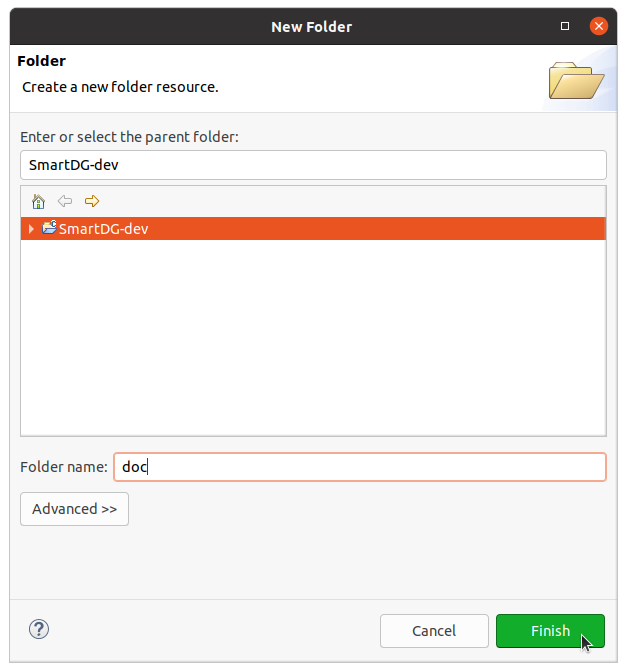 New Folder
Folder
Create a new folder resource.
Enter or select the parent folder:
SmartDG-dev
SmartDG-dev
Folder name: doc
Advanced >>
? Cancel Finish